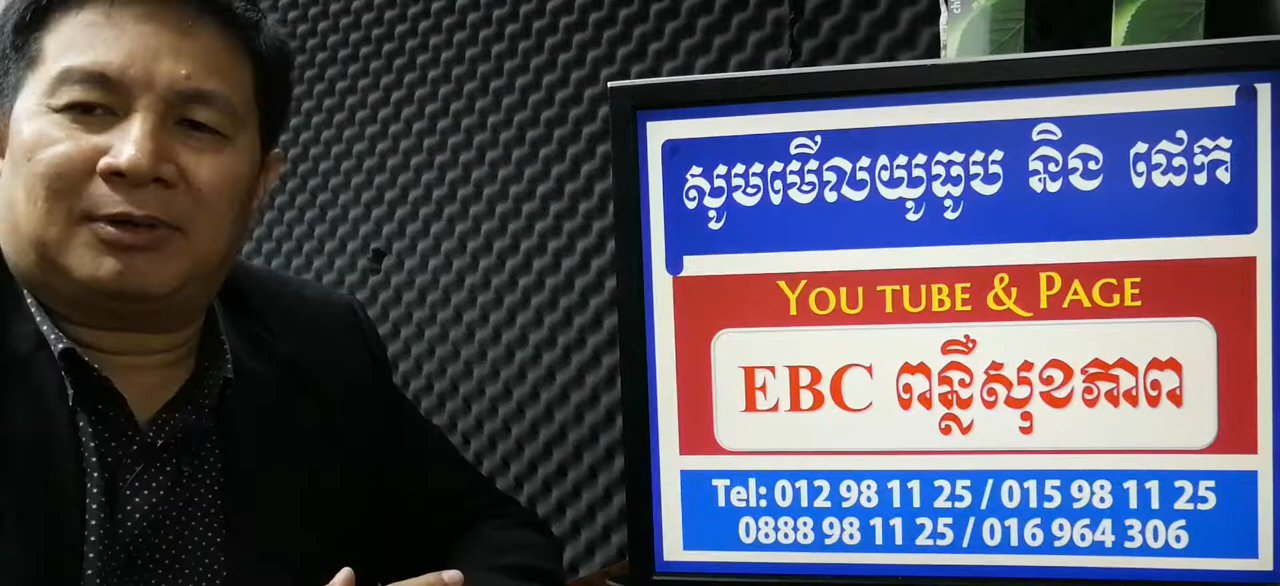 សូមមើលយូធូប និង ផេក
YOU TUBE & PAGE
EBC ពន្លឺសុខភាព
Tel: 012 98 11 25 / 015 98 11 25
0888 98 11 25 / 016 964 306